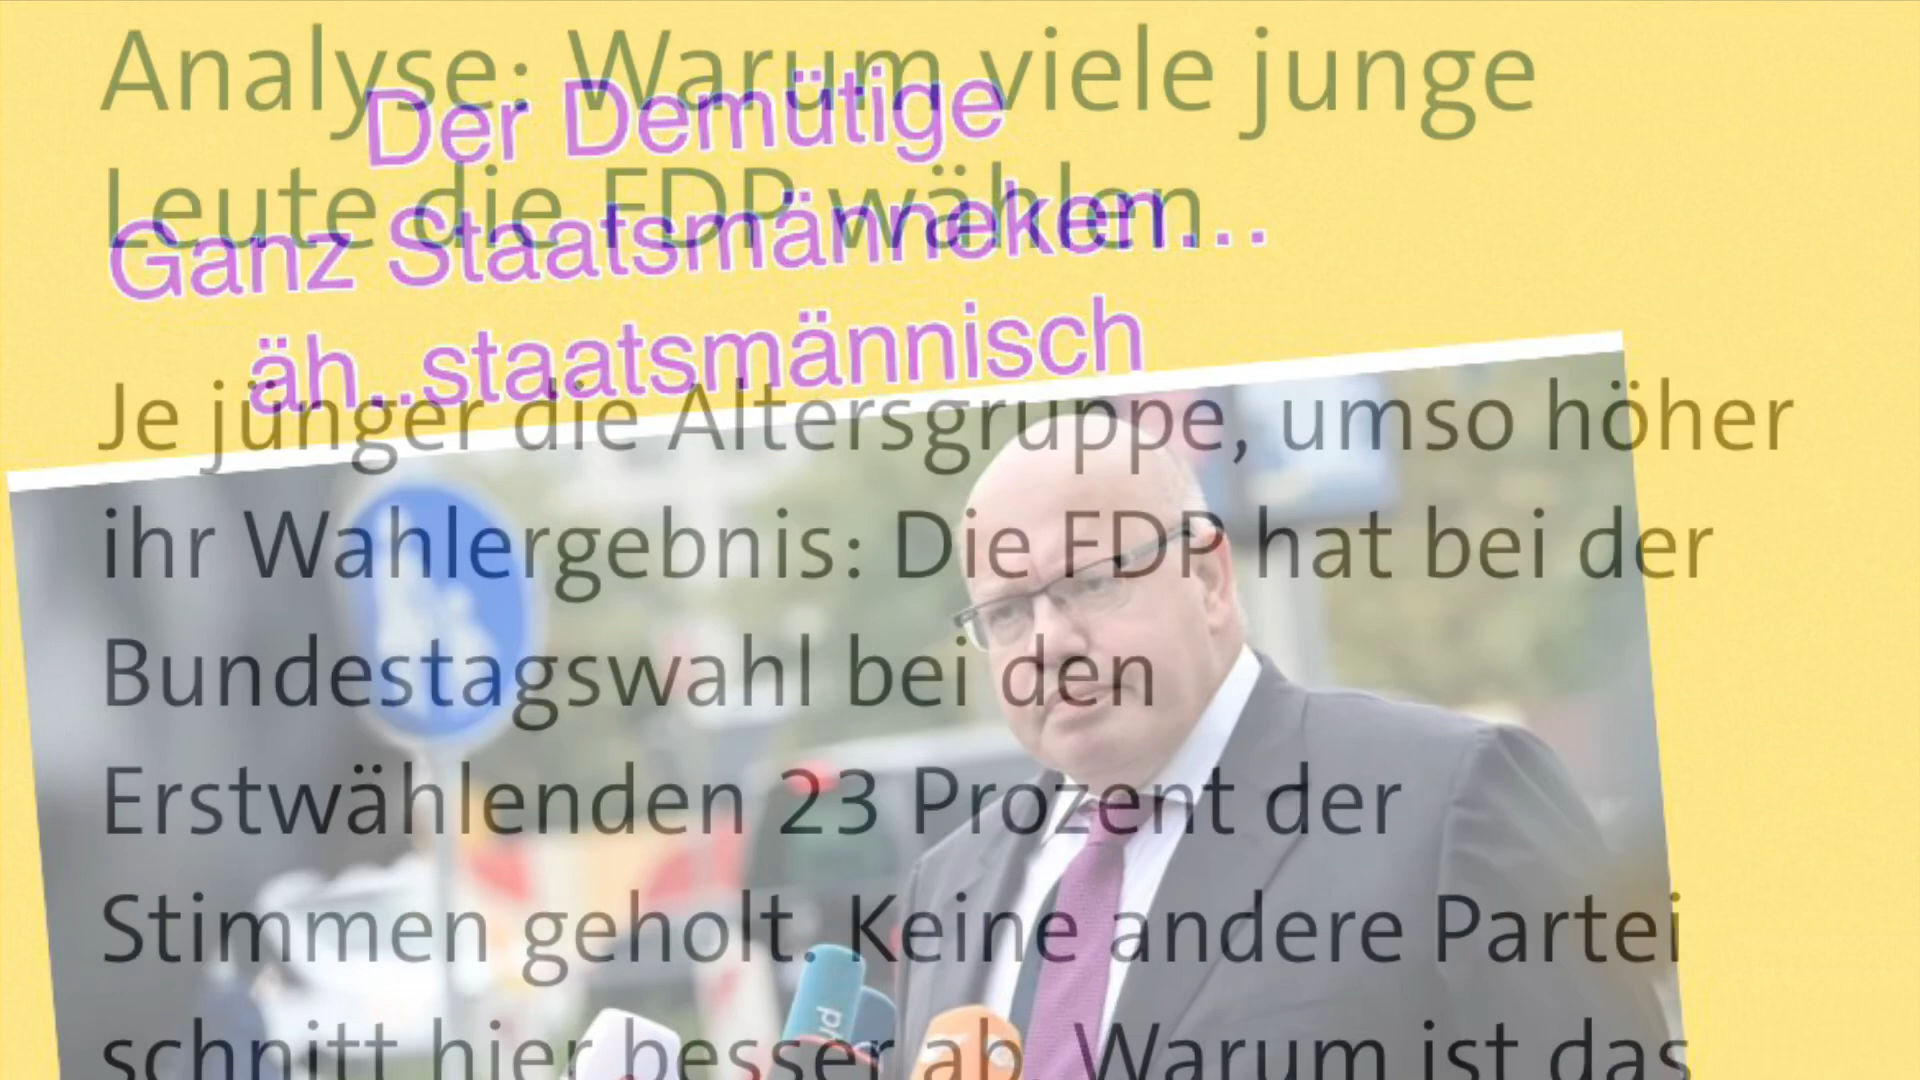 Analyse: Warum viele junge
Leute die FDP wählen
Der Demütige
Ganz Staatsmänneken...
äh..staatsmännisch
Je jünger die Altersgruppe, umso höher
ihr Wahlergebnis: Die FDP hat bei der
Bundestagswahl bei den
Erstwählenden 23 Prozent der
Stimmen geholt. Keine andere Partei
schnitt hier besser ab. Warum ist das